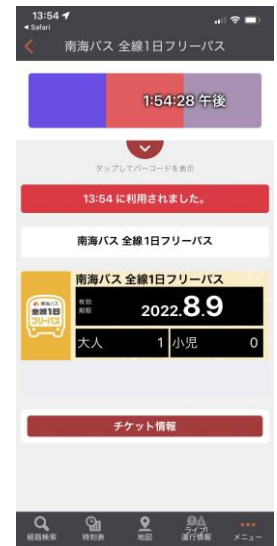 13:54
Safari
南海バス 全線1日フリーパス
1:54:28 午後
タップしてバーコードを表示
13:54 に利用されました。
南海バス 全線1日フリーパス
南海バス 全線1日フリーパス
南海バス
全線1日
フリーパス
有効
期限
2022.8.9
大人 1 小児 0
チケット情報
経路検索 時刻表 地図 ライブ!
運行情報 メニュー